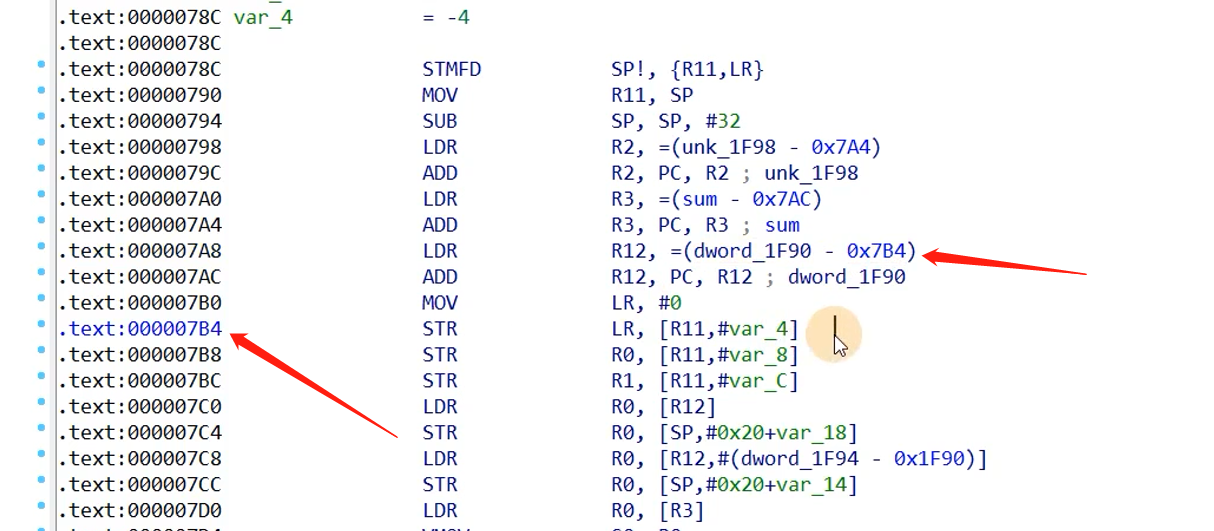 .text:0000078C var_4 = -4
.text:0000078C
.text:0000078C STMFD SP!, {R11,LR}
.text:00000790 MOV R11, SP
.text:00000794 SUB SP, SP, #32
.text:00000798 LDR R2, =(unk_1F98 - 0x7A4)
.text:0000079C ADD R2, PC, R2 ; unk_1F98
.text:000007A0 LDR R3, =(sum - 0x7AC)
.text:000007A4 ADD R3, PC, R3 ; sum
.text:000007A8 LDR R12, =(dword_1F90 - 0x7B4)
.text:000007AC ADD R12, PC, R12 ; dword_1F90
.text:000007B0 MOV LR, #0
.text:000007B4 STR LR, [R11,#var_4]
.text:000007B8 STR R0, [R11,#var_8]
.text:000007BC STR R1, [R11,#var_C]
.text:000007C0 LDR R0, [R12]
.text:000007C4 STR R0, [SP,#0x20+var_18]
.text:000007C8 LDR R0, [R12,#(dword_1F94 - 0x1F90)]
.text:000007CC STR R0, [SP,#0x20+var_14]
.text:000007D0 LDR R0, [R3]